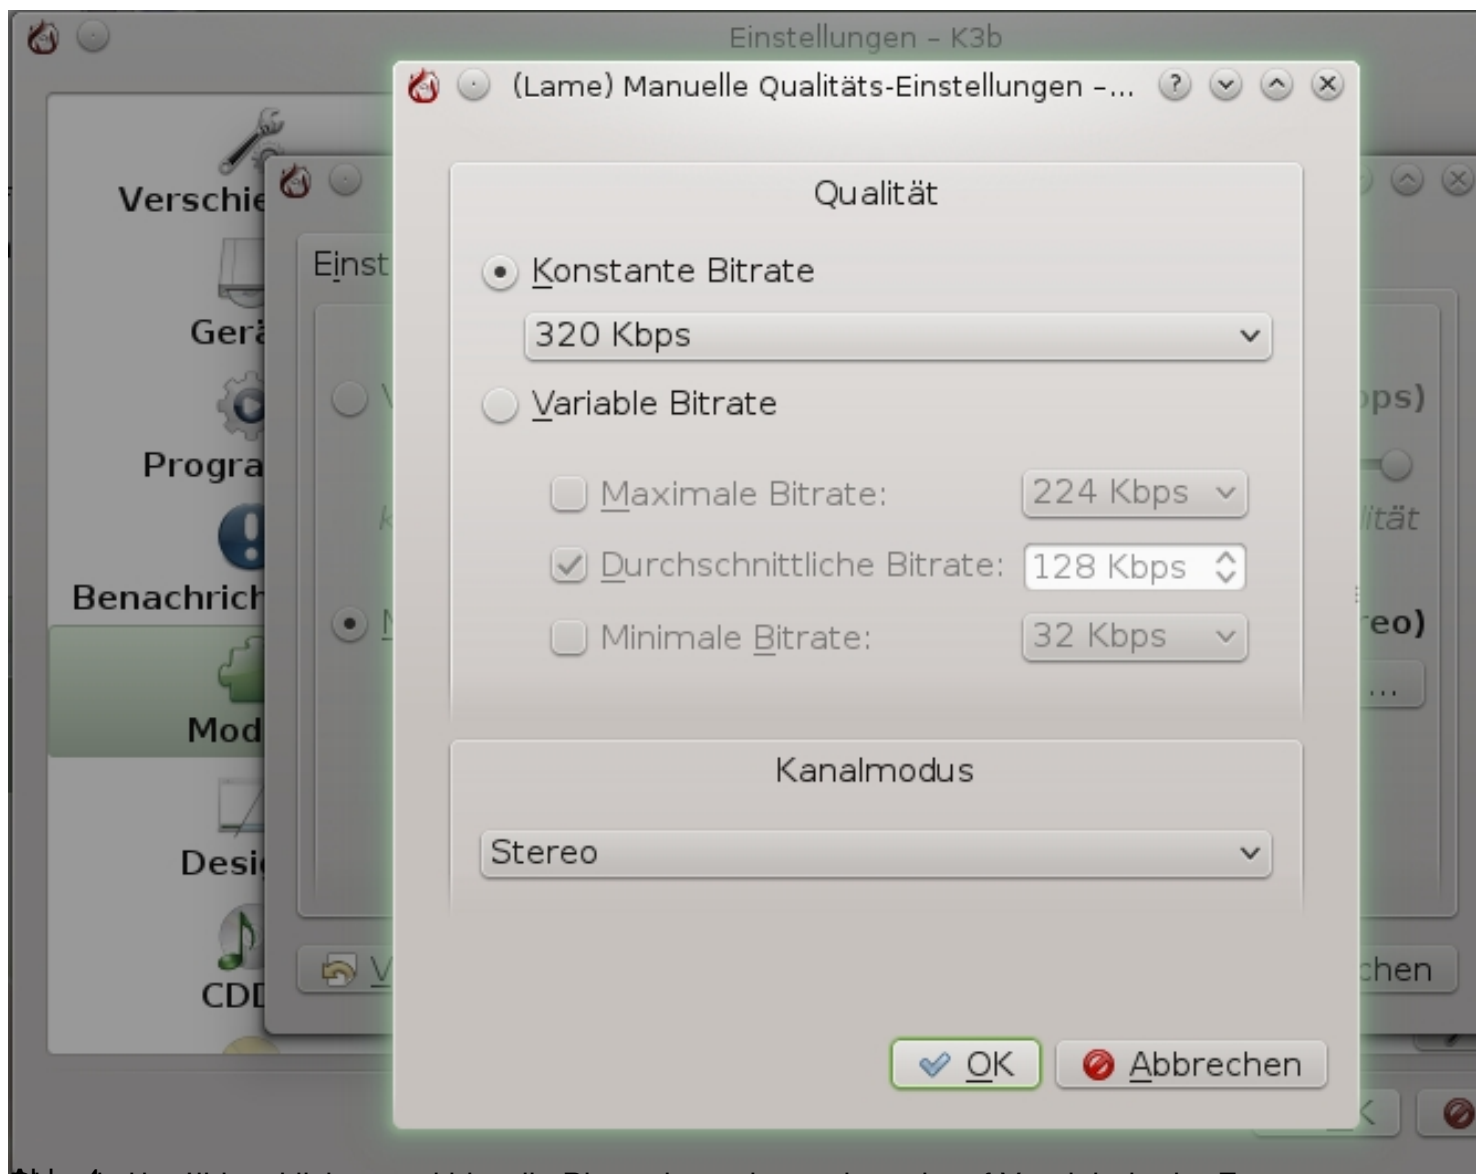 Einstellungen – K3b
(Lame) Manuelle Qualitäts-Einstellungen –...
Verschie
Gerä
Progra
Benachrich
Mod
Desi
CDD
Einst
V
k
M
V
Qualität
Konstante Bitrate
320 Kbps
Variable Bitrate
Maximale Bitrate: 224 Kbps
Durchschnittliche Bitrate: 128 Kbps
Minimale Bitrate: 32 Kbps
Kanalmodus
Stereo
OK Abbrechen
ops)
lität
eo)
...
chen
K